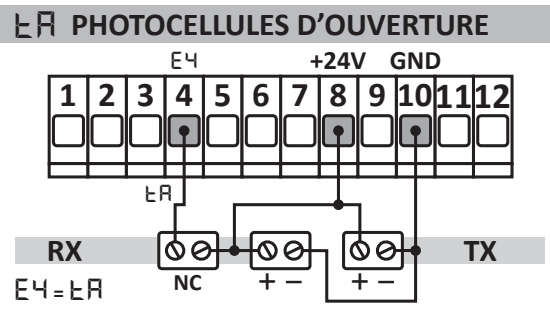 tA PHOTOCELLULES D'OUVERTURE
E4 +24V GND
1 2 3 4 5 6 7 8 9 10 11 12
tA
RX TX
NC + − + −
E4=tA